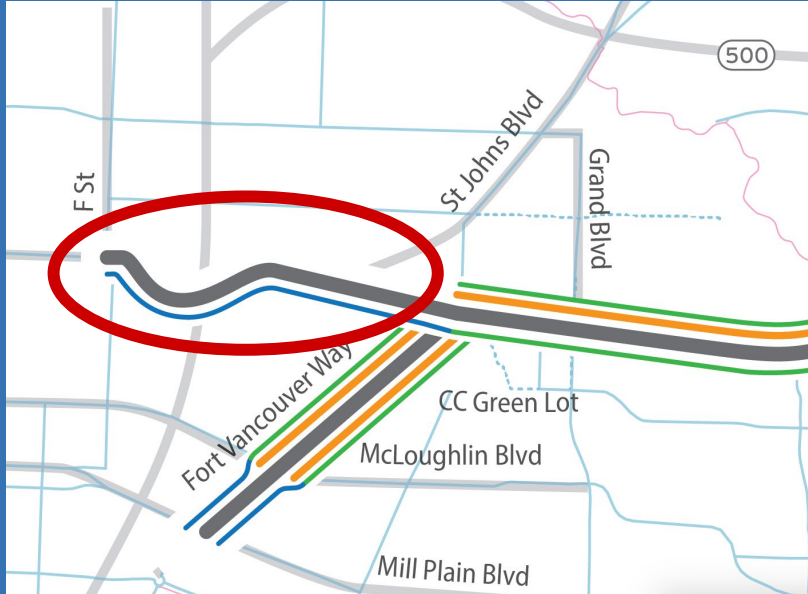 500
St Johns Blvd
Grand Blvd
F St
Fort Vancouver Way
CC Green Lot
McLoughlin Blvd
Mill Plain Blvd